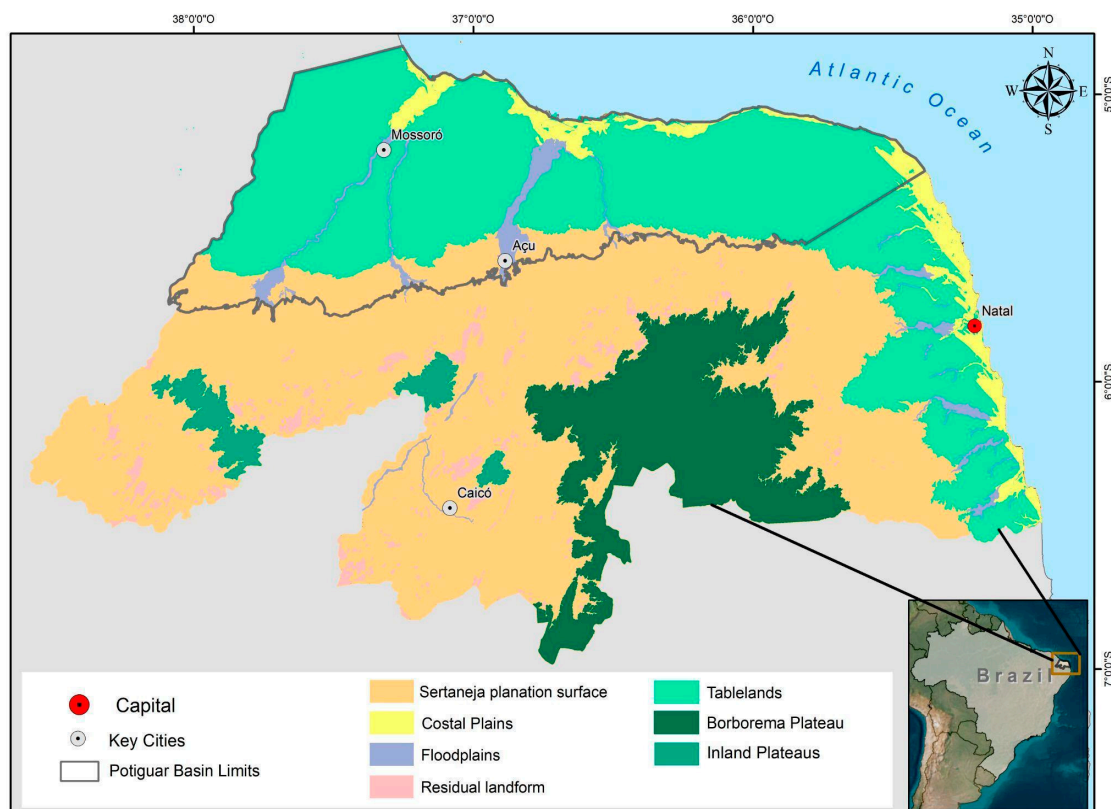 38°0'0"O 37°0'0"O 36°0'0"O 35°0'0"O
Atlantic Ocean
N
W E
S
5°0'0"S
Mossoró
Açu
Natal
6°0'0"S
Caicó
7°0'0"S
Brazil
Capital
Key Cities
Potiguar Basin Limits
Sertaneja planation surface
Costal Plains
Floodplains
Residual landform
Tablelands
Borborema Plateau
Inland Plateaus